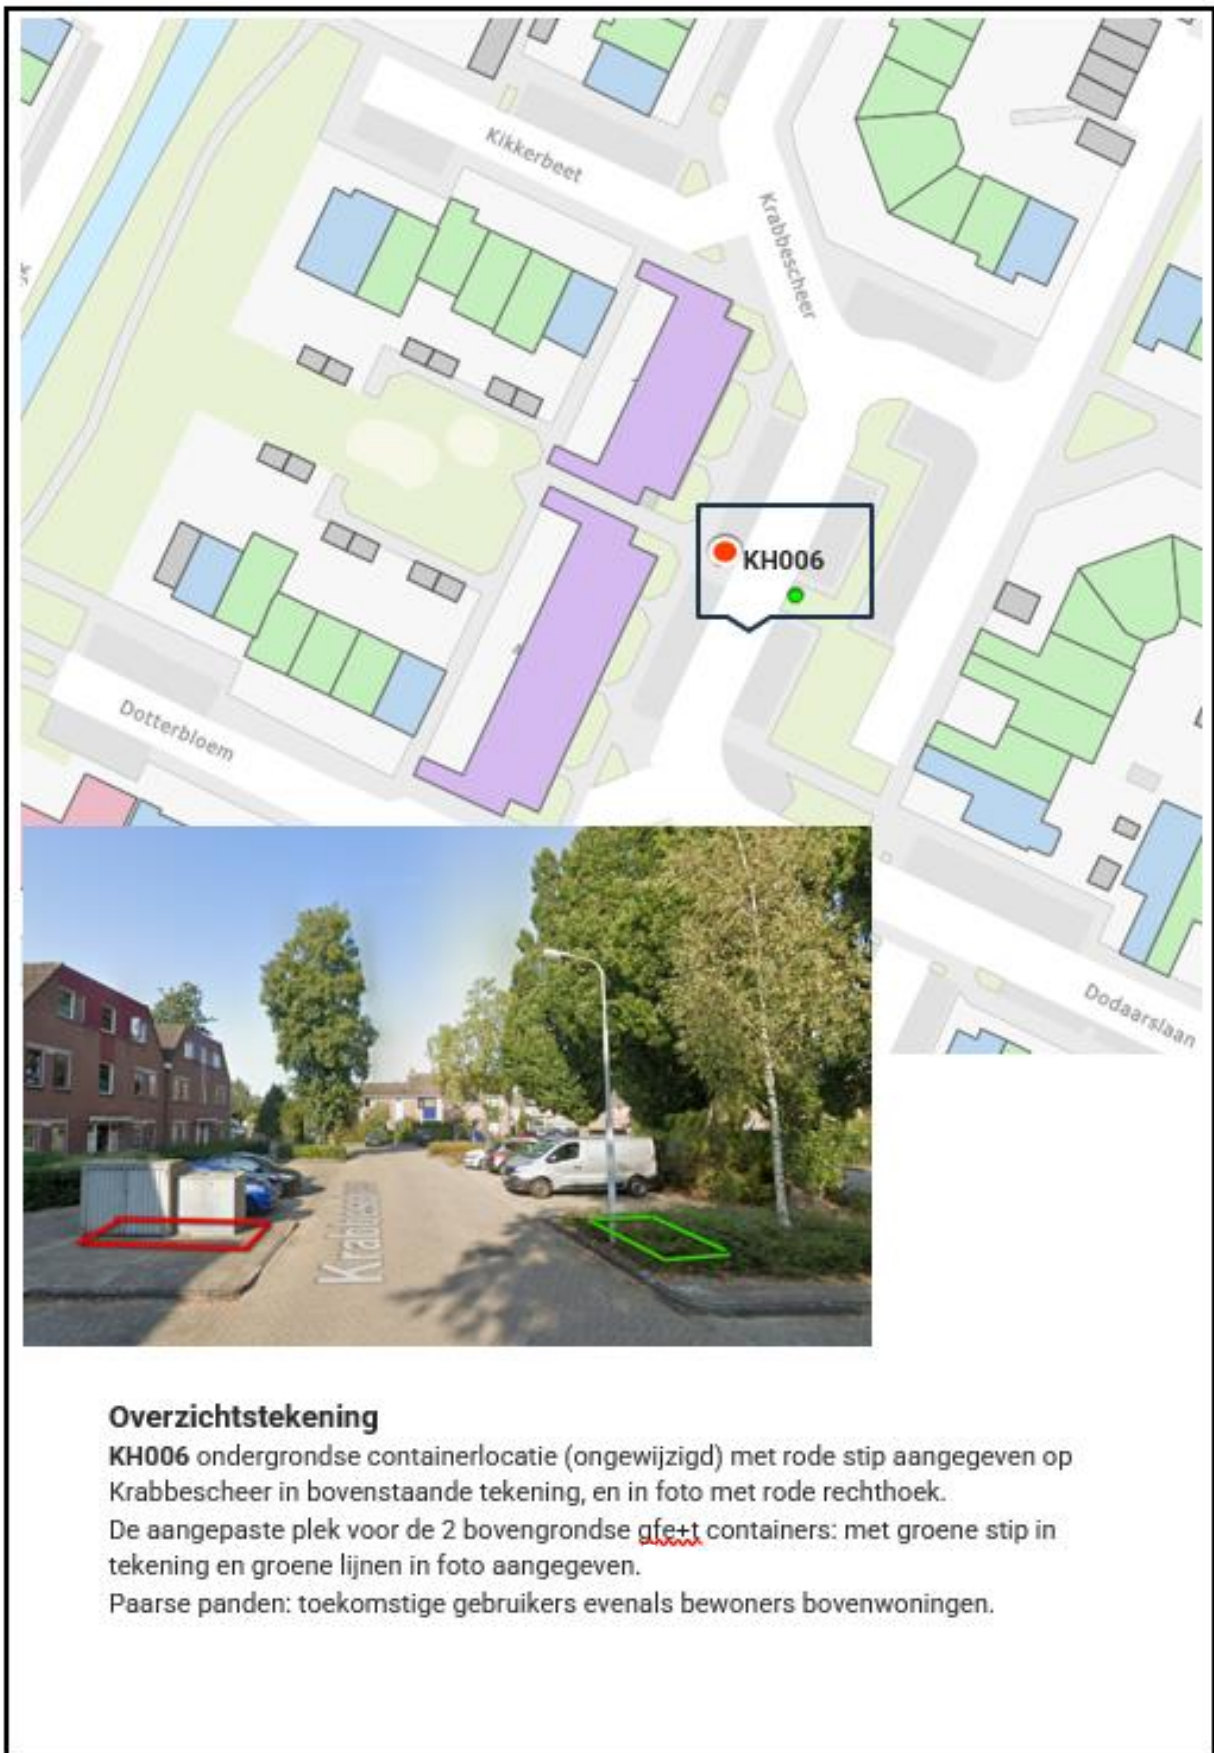 Kikkerbeet
Krabbescheer
KH006
Dotterbloem
Dodaarslaan
Overzichtstekening
KH006 ondergrondse containerlocatie (ongewijzigd) met rode stip aangegeven op
Krabbescheer in bovenstaande tekening, en in foto met rode rechthoek.
De aangepaste plek voor de 2 bovengrondse gfe+t containers: met groene stip in
tekening en groene lijnen in foto aangegeven.
Paarse panden: toekomstige gebruikers evenals bewoners bovenwoningen.